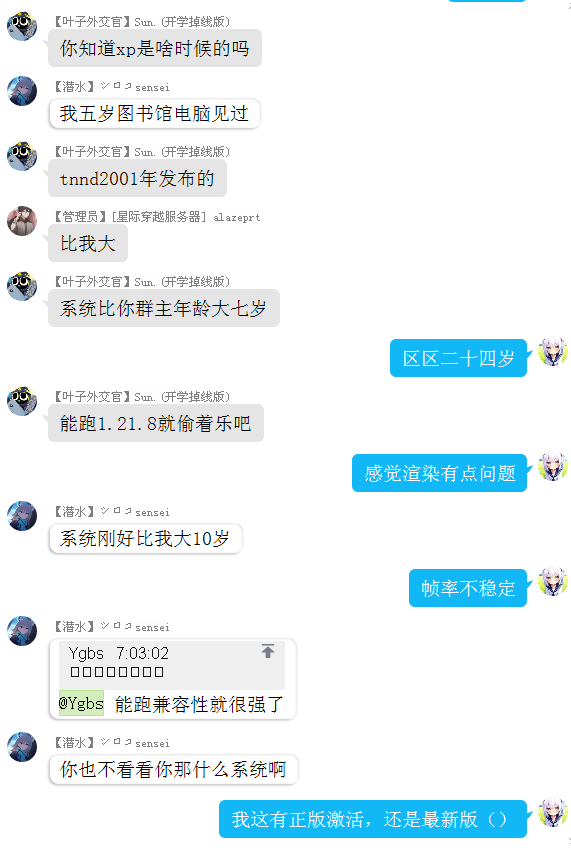 【叶子外交官】Sun. (开学掉线版)
你知道xp是啥时候的吗
【潜水】シロコsensei
我五岁图书馆电脑见过
【叶子外交官】Sun. (开学掉线版)
tnnd2001年发布的
【管理员】[星际穿越服务器] alazeprt
比我大
【叶子外交官】Sun. (开学掉线版)
系统比你群主年龄大七岁
区区二十四岁
【叶子外交官】Sun. (开学掉线版)
能跑1.21.8就偷着乐吧
感觉渲染有点问题
【潜水】シロコsensei
系统刚好比我大10岁
帧率不稳定
【潜水】シロコsensei
Ygbs 7:03:02
□□□□□□□□
@Ygbs 能跑兼容性就很强了
【潜水】シロコsensei
你也不看看你那什么系统啊
我这有正版激活，还是最新版（）